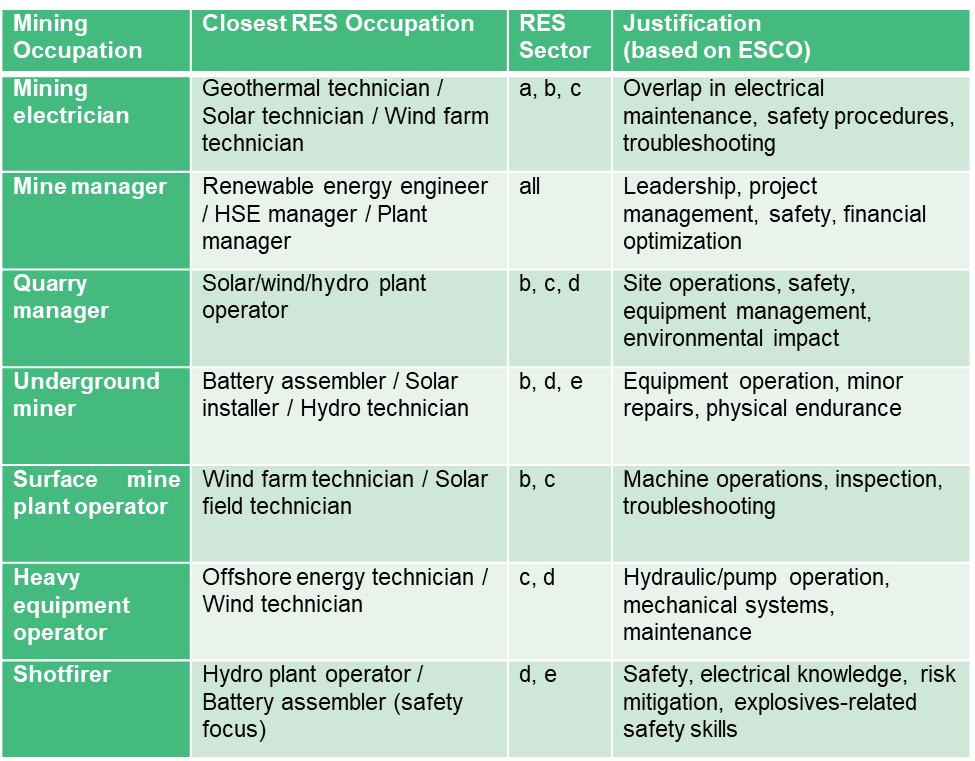 Mining Occupation
Closest RES Occupation
RES Sector
Justification
(based on ESCO)
Mining electrician
Geothermal technician /
Solar technician / Wind farm
technician
a, b, c
Overlap in electrical
maintenance, safety procedures,
troubleshooting
Mine manager
Renewable energy engineer
/ HSE manager / Plant
manager
all
Leadership, project
management, safety, financial
optimization
Quarry
manager
Solar/wind/hydro plant
operator
b, c, d
Site operations, safety,
equipment management,
environmental impact
Underground
miner
Battery assembler / Solar
installer / Hydro technician
b, d, e
Equipment operation, minor
repairs, physical endurance
Surface mine
plant operator
Wind farm technician / Solar
field technician
b, c
Machine operations, inspection,
troubleshooting
Heavy
equipment
operator
Offshore energy technician /
Wind technician
c, d
Hydraulic/pump operation,
mechanical systems,
maintenance
Shotfirer
Hydro plant operator /
Battery assembler (safety
focus)
d, e
Safety, electrical knowledge, risk
mitigation, explosives-related
safety skills